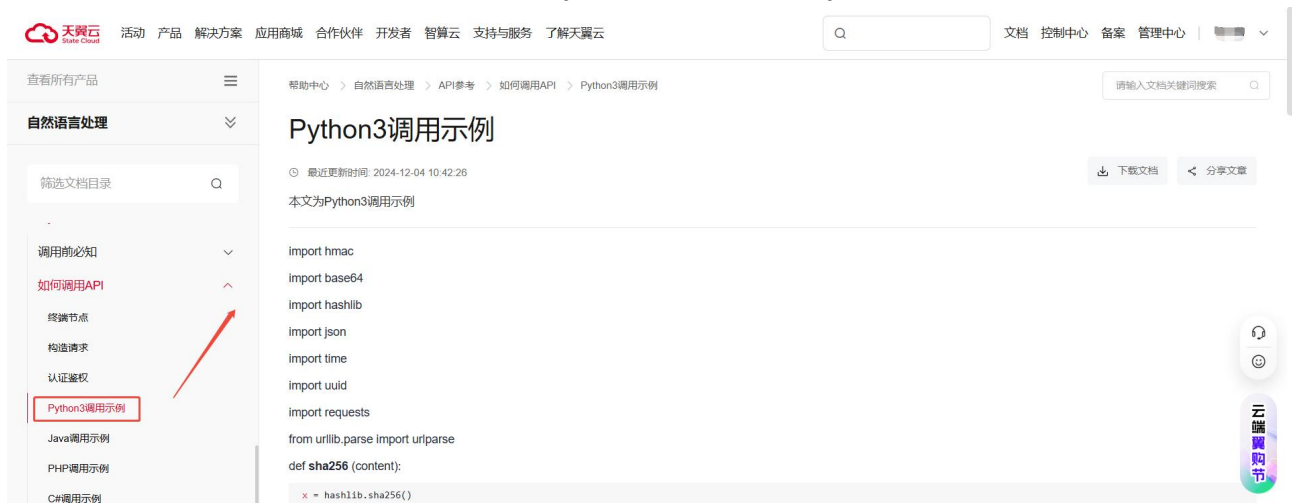 天翼云
State Cloud
活动 产品 解决方案 应用商城 合作伙伴 开发者 智算云 支持与服务 了解天翼云
文档 控制中心 备案 管理中心
查看所有产品
帮助中心 > 自然语言处理 > API参考 > 如何调用API > Python3调用示例
请输入文档关键词搜索
自然语言处理
Python3调用示例
最近更新时间: 2024-12-04 10:42:26
下载文档
分享文章
筛选文档目录
本文为Python3调用示例
调用前必知
如何调用API
终端节点
构造请求
认证鉴权
Python3调用示例
Java调用示例
PHP调用示例
C#调用示例
import hmac
import base64
import hashlib
import json
import time
import uuid
import requests
from urllib.parse import urlparse
def sha256 (content):
x = hashlib.sha256()
云端翼购节